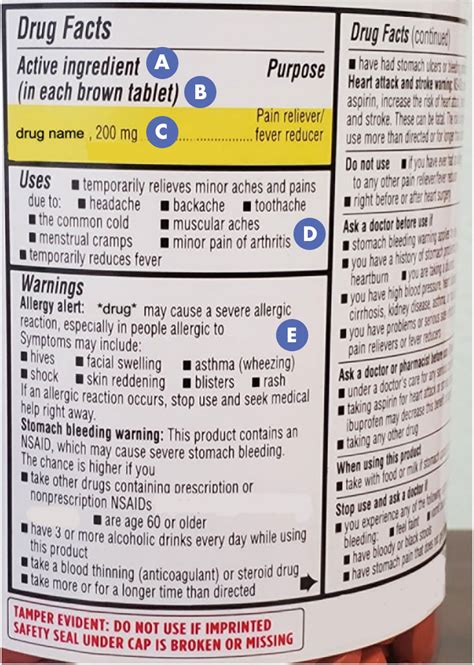 Drug Facts
Active ingredient A Purpose
(in each brown tablet) B
Pain reliever/
drug name , 200 mg C ........................ fever reducer
Uses ■ temporarily relieves minor aches and pains
due to: ■ headache ■ backache ■ toothache
■ the common cold ■ muscular aches
■ menstrual cramps ■ minor pain of arthritis D
■ temporarily reduces fever
Warnings
Allergy alert: *drug* may cause a severe allergic
reaction, especially in people allergic to E
Symptoms may include:
■ hives ■ facial swelling ■ asthma (wheezing)
■ shock ■ skin reddening ■ blisters ■ rash
If an allergic reaction occurs, stop use and seek medical
help right away.
Stomach bleeding warning: This product contains an
NSAID, which may cause severe stomach bleeding.
The chance is higher if you
■ take other drugs containing prescription or
nonprescription NSAIDs
■ are age 60 or older
■ have 3 or more alcoholic drinks every day while using
this product
■ take a blood thinning (anticoagulant) or steroid drug
■ take more or for a longer time than directed
TAMPER EVIDENT: DO NOT USE IF IMPRINTED
SAFETY SEAL UNDER CAP IS BROKEN OR MISSING
Drug Facts (continued)
■ have had stomach ulcers or
Heart attack and stroke warning:
aspirin, increase the risk of heart
and stroke. These can be fatal. The
use more than directed or for longer
Do not use ■ if you have ever
to any other pain reliever/fever
■ right before or after heart surgery
Ask a doctor before use if
■ stomach bleeding warning applies
■ you have a history of stomach
heartburn ■ you are taking a
■ you have high blood pressure, heart
cirrhosis, kidney disease, asthma,
■ you have problems or serious side
pain relievers or fever reducers
Ask a doctor or pharmacist before
■ under a doctor's care for any
■ taking aspirin for heart attack or
ibuprofen may decrease this
■ taking any other drug
When using this product
■ take with food or milk if stomach
Stop use and ask a doctor if
■ you experience any of the following
bleeding: ■ feel faint
■ have bloody or black stools
■ have stomach pain that does not